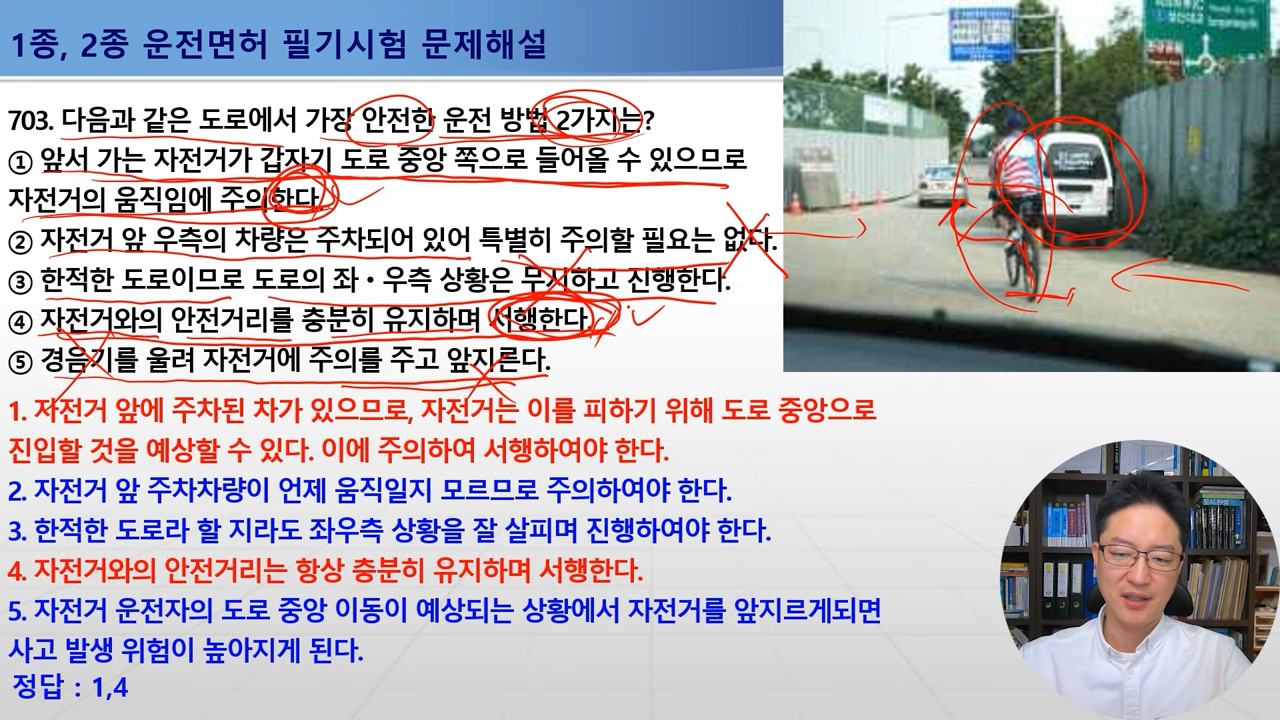 1종, 2종 운전면허 필기시험 문제해설
703. 다음과 같은 도로에서 가장 안전한 운전 방법 2가지는?
① 앞서 가는 자전거가 갑자기 도로 중앙 쪽으로 들어올 수 있으므로
자전거의 움직임에 주의한다.
② 자전거 앞 우측의 차량은 주차되어 있어 특별히 주의할 필요는 없다.
③ 한적한 도로이므로 도로의 좌·우측 상황은 무시하고 진행한다.
④ 자전거와의 안전거리를 충분히 유지하며 서행한다.
⑤ 경음기를 울려 자전거에 주의를 주고 앞지른다.
1. 자전거 앞에 주차된 차가 있으므로, 자전거는 이를 피하기 위해 도로 중앙으로
진입할 것을 예상할 수 있다. 이에 주의하여 서행하여야 한다.
2. 자전거 앞 주차차량이 언제 움직일지 모르므로 주의하여야 한다.
3. 한적한 도로라 할 지라도 좌우측 상황을 잘 살피며 진행하여야 한다.
4. 자전거와의 안전거리는 항상 충분히 유지하며 서행한다.
5. 자전거 운전자의 도로 중앙 이동이 예상되는 상황에서 자전거를 앞지르게되면
사고 발생 위험이 높아지게 된다.
정답 : 1,4